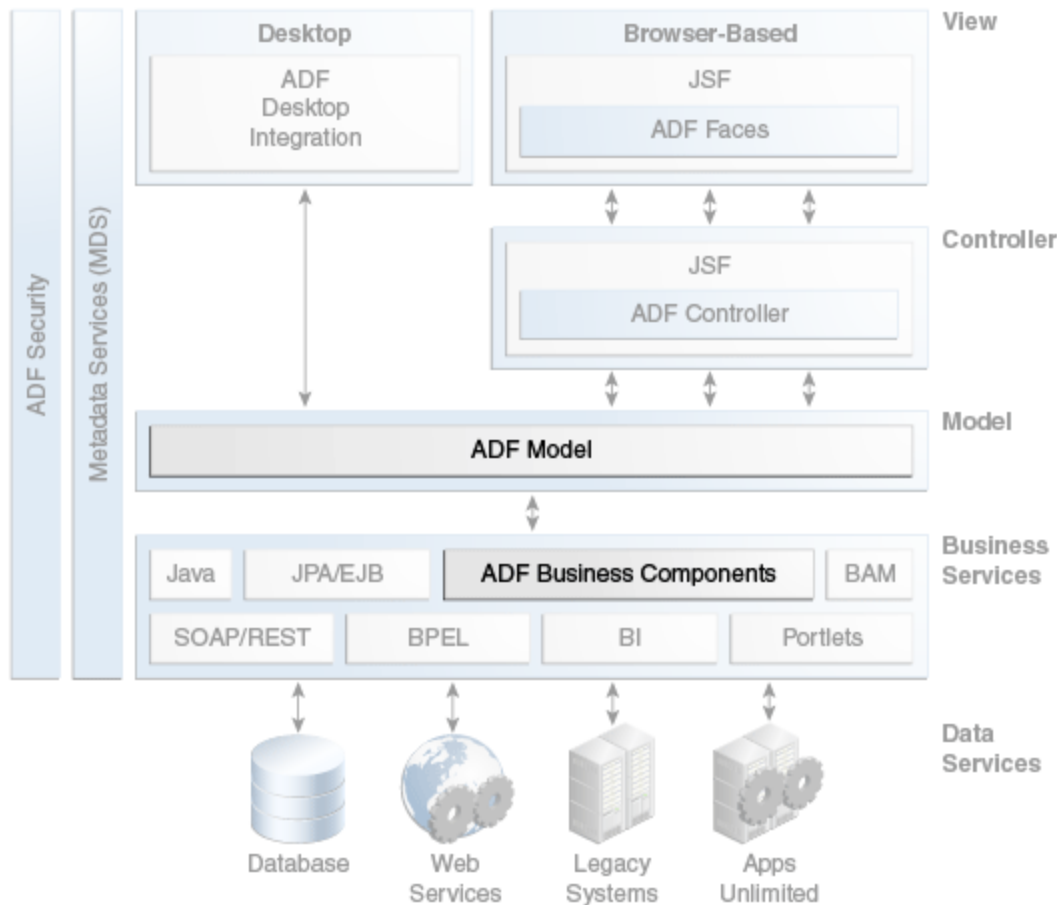 Desktop
ADF
Desktop
Integration
Browser-Based
JSF
ADF Faces
View
JSF
ADF Controller
Controller
ADF Security
Metadata Services (MDS)
ADF Model
Model
Java
JPA/EJB
ADF Business Components
BAM
Business
Services
SOAP/REST
BPEL
BI
Portlets
Data
Services
Database
Web
Services
Legacy
Systems
Apps
Unlimited